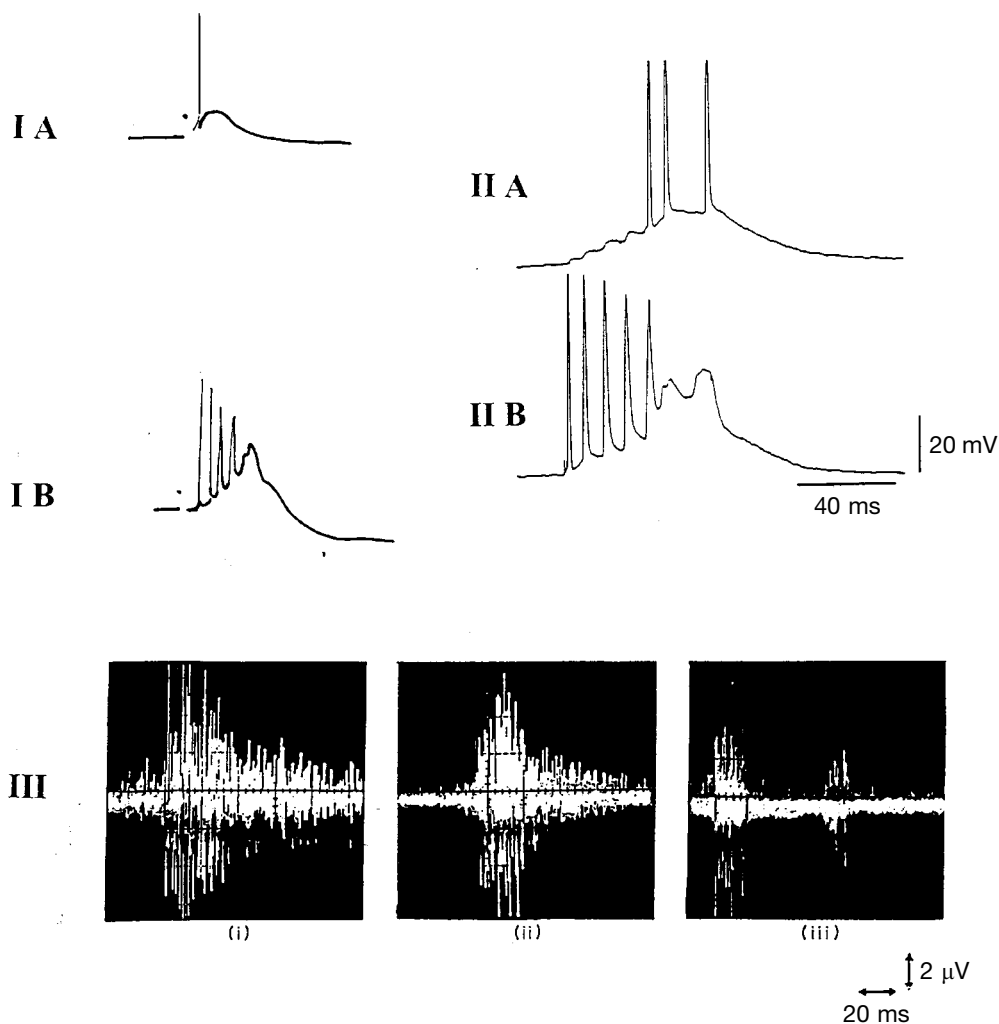 I A
II A
II B
20 mV
40 ms
I B
III
(i)
(ii)
(iii)
2 μV
20 ms